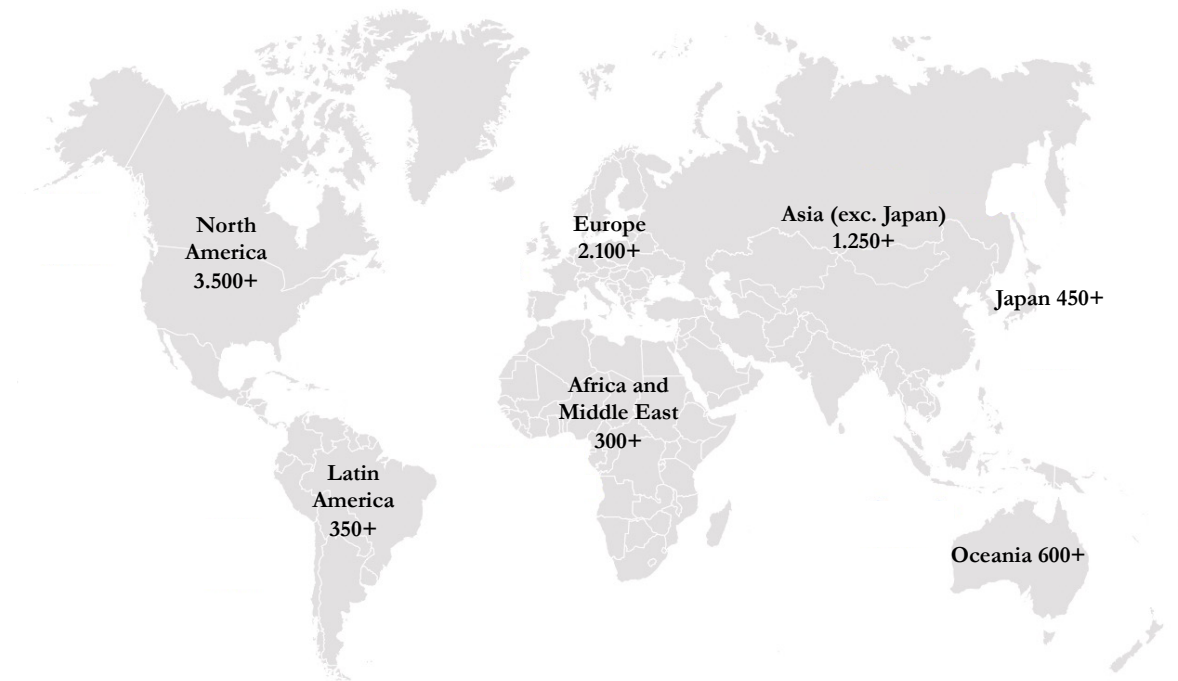 North
America
3.500+
Europe
2.100+
Asia (exc. Japan)
1.250+
Japan 450+
Africa and
Middle East
300+
Latin
America
350+
Oceania 600+